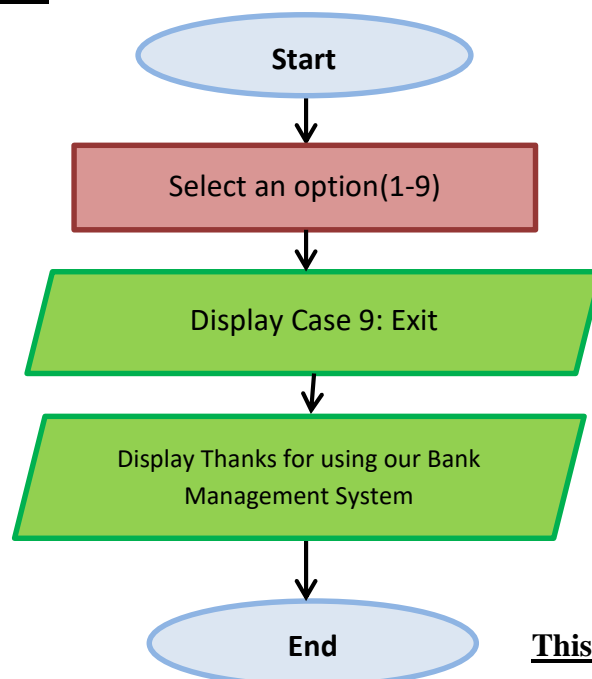 Start
Select an option(1-9)
Display Case 9: Exit
Display Thanks for using our Bank
Management System
End
This